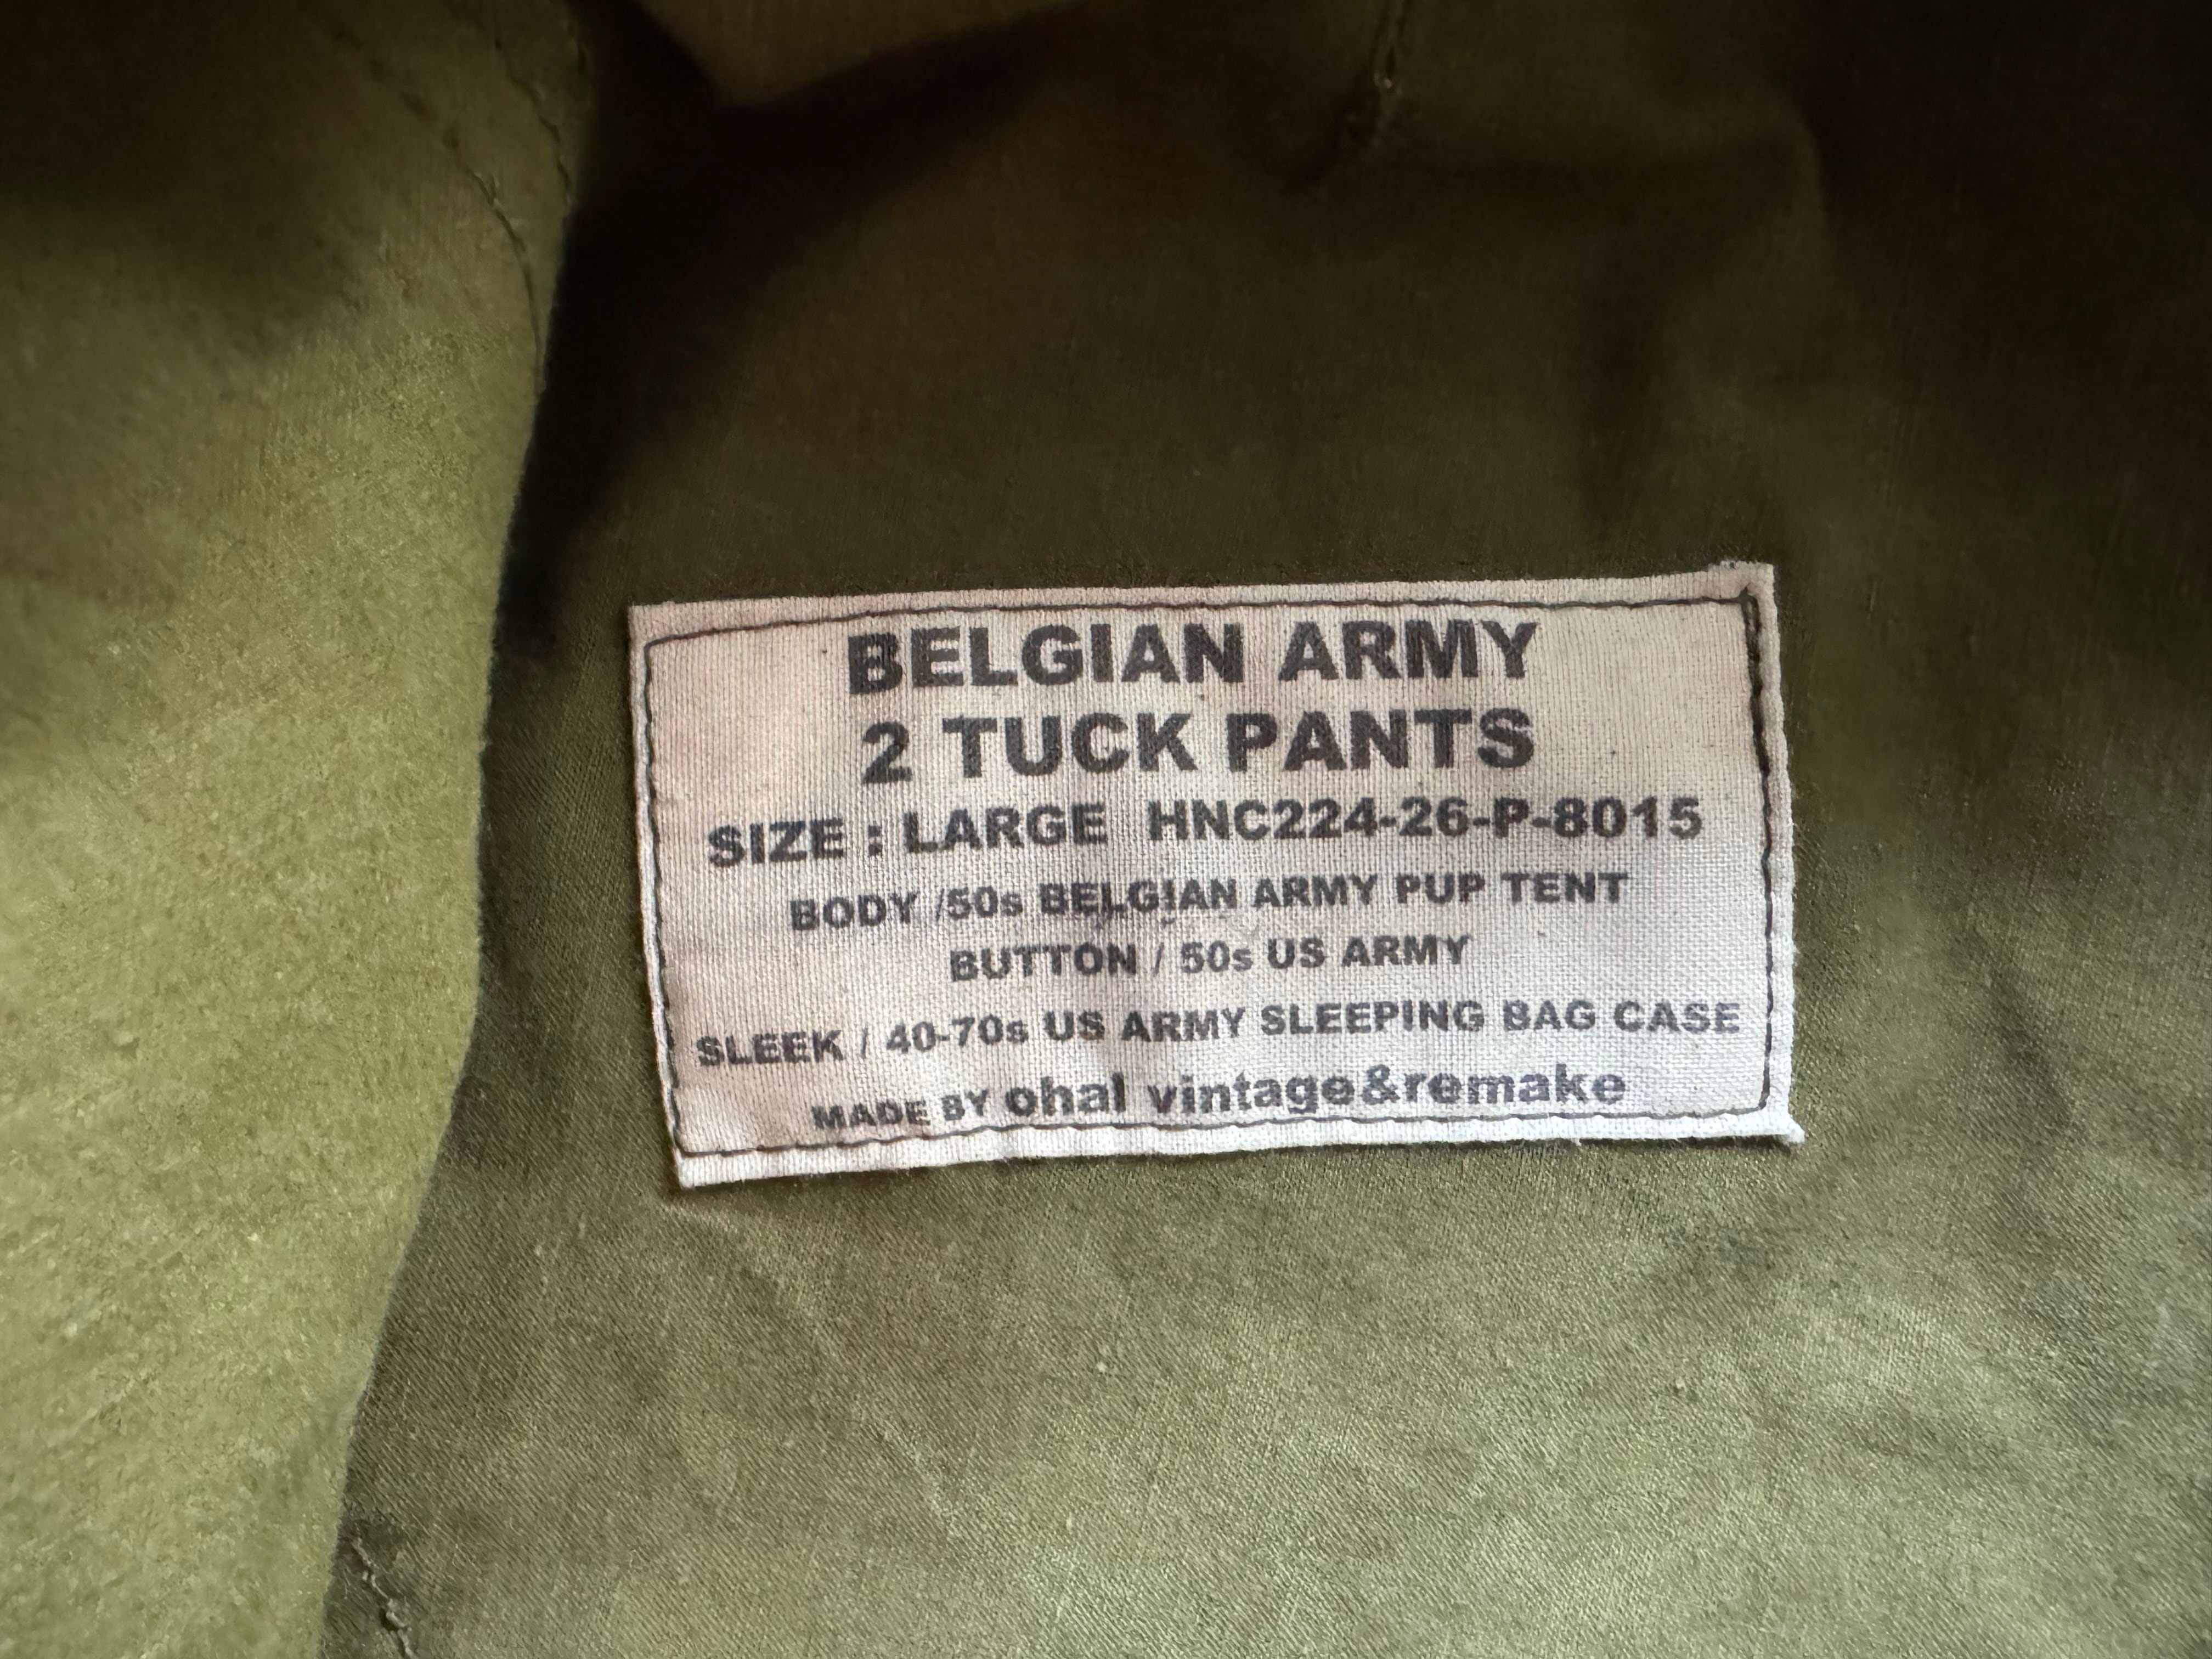 BELGIAN ARMY
2 TUCK PANTS
SIZE : LARGE HNC224-26-P-8015
BODY /50s BELGIAN ARMY PUP TENT
BUTTON / 50s US ARMY
SLEEK / 40-70s US ARMY SLEEPING BAG CASE
MADE BY ohal vintage&remake